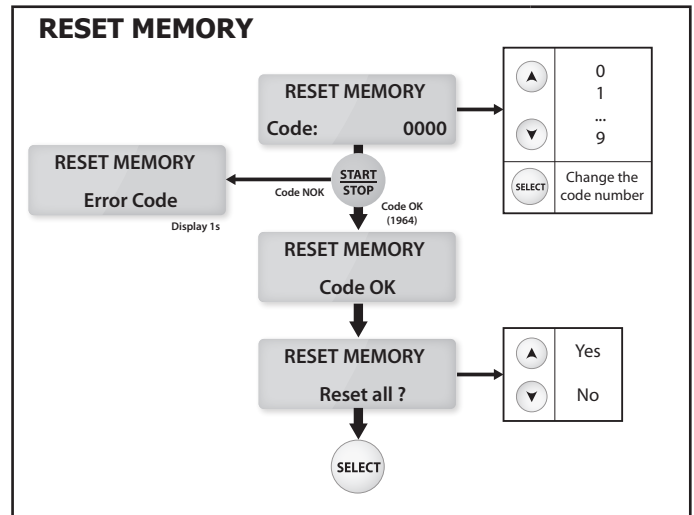 RESET MEMORY
RESET MEMORY
Code: 0000
0
1
...
9
SELECT
Change the
code number
START
STOP
Code NOK
Code OK
(1964)
RESET MEMORY
Error Code
Display 1s
RESET MEMORY
Code OK
RESET MEMORY
Reset all ?
Yes
No
SELECT